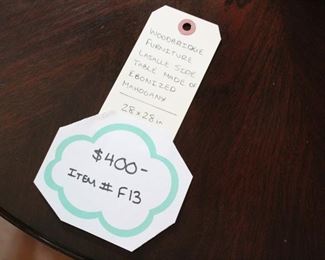 WOODBRIDGE
FURNITURE
LASALLE SIDE
TABLE MADE OF
EBONIZED
MAHOGANY
28 x 28 in
$400-
ITEM # F13